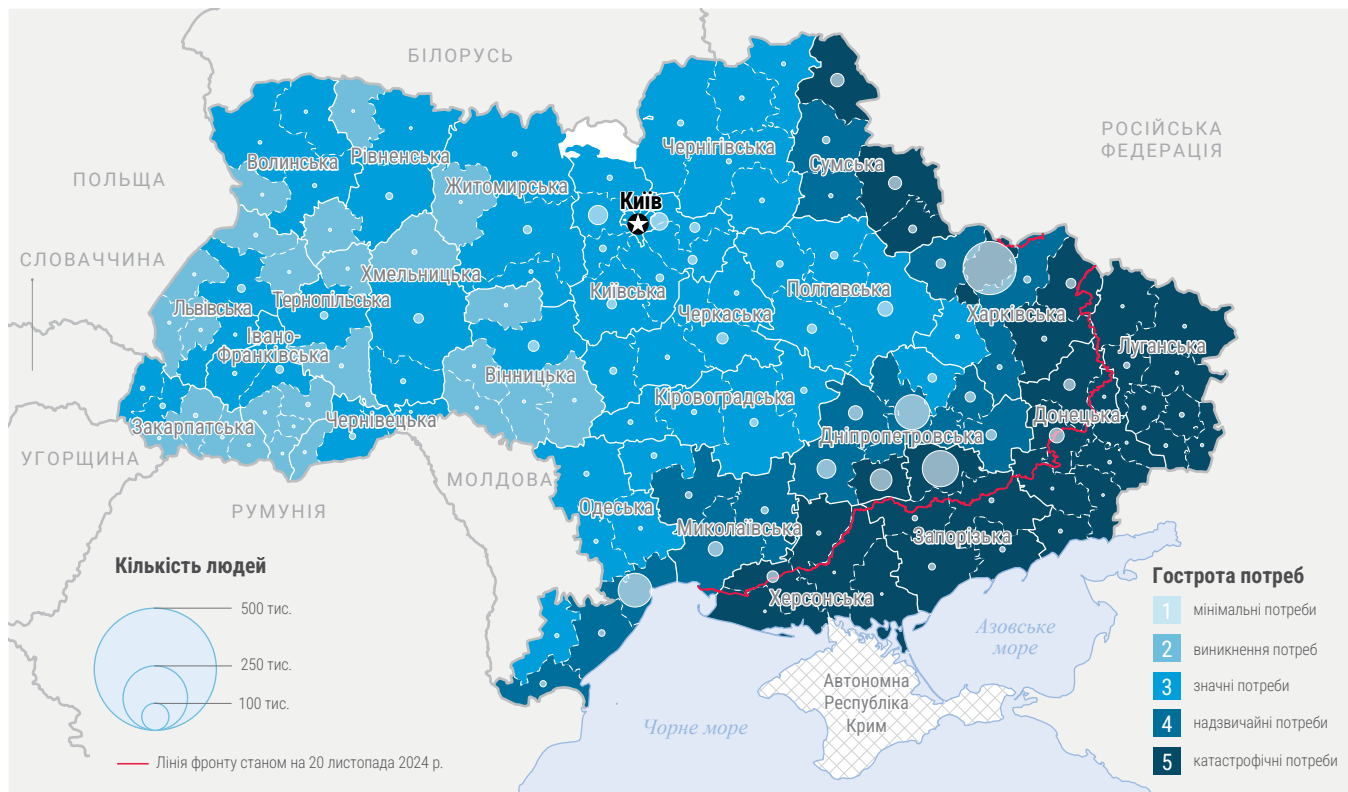 БІЛОРУСЬ
РОСІЙСЬКА
ФЕДЕРАЦІЯ
ПОЛЬЩА
СЛОВАЧЧИНА
УГОРЩИНА
РУМУНІЯ
МОЛДОВА
Волинська
Рівненська
Житомирська
Чернігівська
Сумська
Київ
Київська
Хмельницька
Львівська
Тернопільська
Івано-
Франківська
Закарпатська
Чернівецька
Вінницька
Черкаська
Полтавська
Харківська
Луганська
Кіровоградська
Дніпропетровська
Донецька
Одеська
Миколаївська
Запорізька
Херсонська
Азовське
море
Чорне море
Автономна
Республіка
Крим
Кількість людей
500 тис.
250 тис.
100 тис.
Лінія фронту станом на 20 листопада 2024 р.
Гострота потреб
1 мінімальні потреби
2 виникнення потреб
3 значні потреби
4 надзвичайні потреби
5 катастрофічні потреби